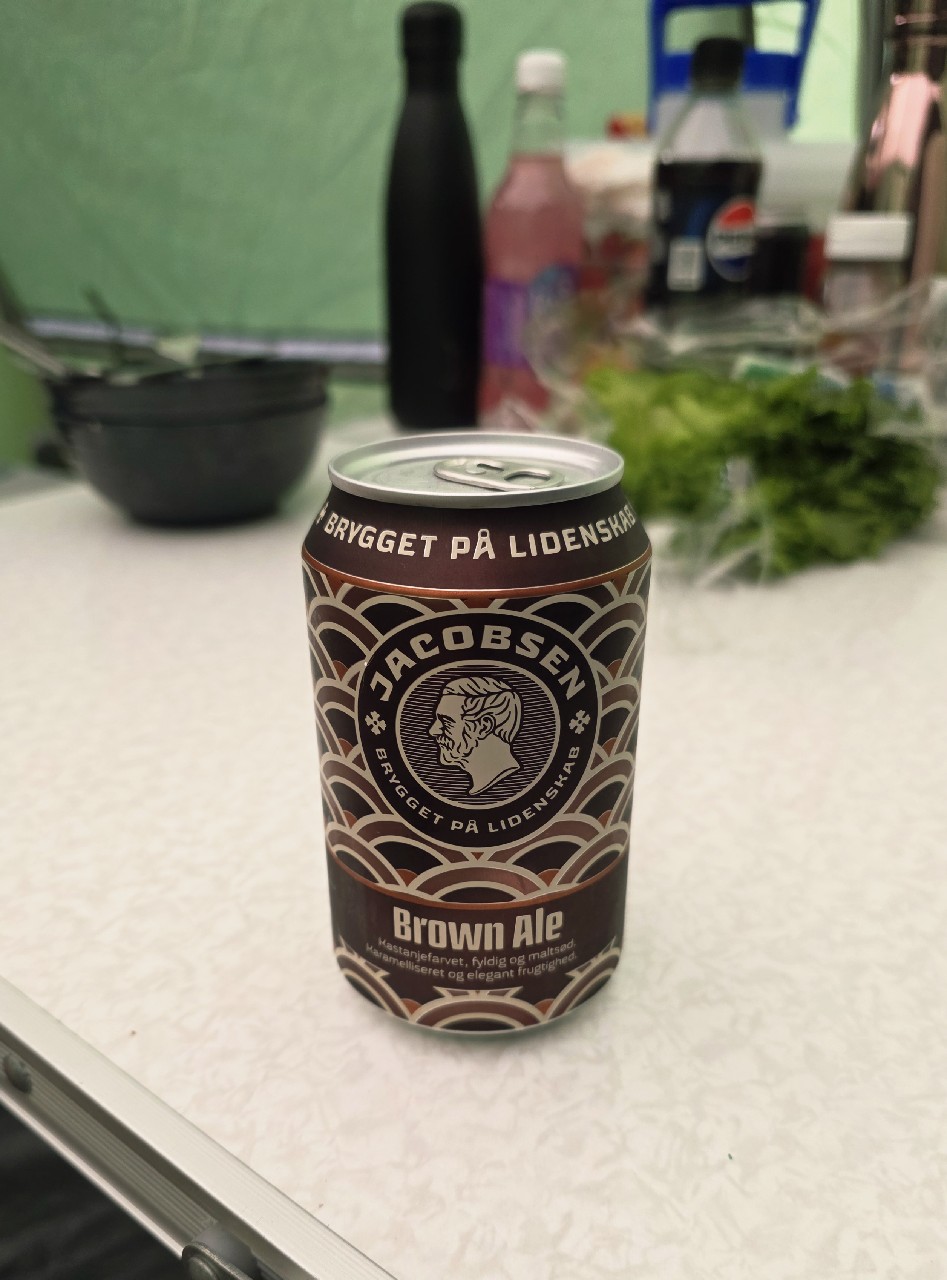 BRYGGET PÅ LIDENSKAB
JACOBSEN
BRYGGET PÅ LIDENSKAB
Brown Ale
Kastanjefarvet, fyldig og maltsød.
Karamelliseret og elegant frugtighed.